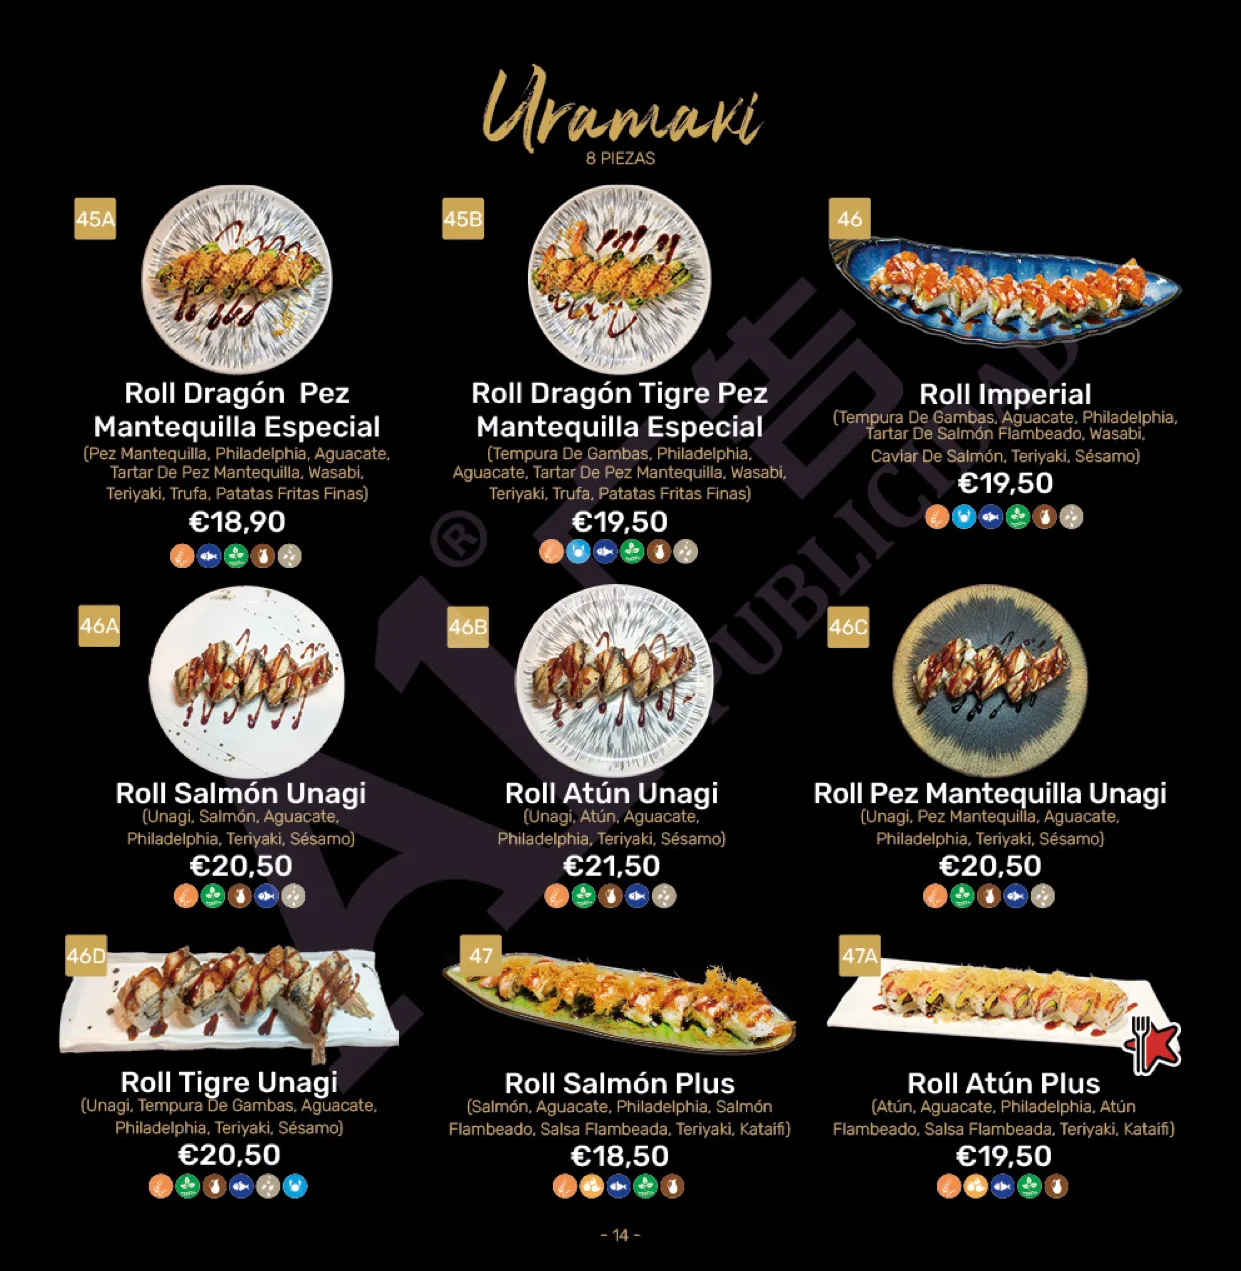 Uramaki
8 PIEZAS
45A
Roll Dragón Pez
Mantequilla Especial
(Pez Mantequilla, Philadelphia, Aguacate,
Tartar De Pez Mantequilla, Wasabi,
Teriyaki, Trufa, Patatas Fritas Finas)
€18,90
45B
Roll Dragón Tigre Pez
Mantequilla Especial
(Tempura De Gambas, Philadelphia,
Aguacate, Tartar De Pez Mantequilla, Wasabi,
Teriyaki, Trufa, Patatas Fritas Finas)
€19,50
46
Roll Imperial
(Tempura De Gambas, Aguacate, Philadelphia,
Tartar De Salmón Flambeado, Wasabi,
Caviar De Salmón, Teriyaki, Sésamo)
€19,50
46A
Roll Salmón Unagi
(Unagi, Salmón, Aguacate,
Philadelphia, Teriyaki, Sésamo)
€20,50
46B
Roll Atún Unagi
(Unagi, Atún, Aguacate,
Philadelphia, Teriyaki, Sésamo)
€21,50
46C
Roll Pez Mantequilla Unagi
(Unagi, Pez Mantequilla, Aguacate,
Philadelphia, Teriyaki, Sésamo)
€20,50
46D
Roll Tigre Unagi
(Unagi, Tempura De Gambas, Aguacate,
Philadelphia, Teriyaki, Sésamo)
€20,50
47
Roll Salmón Plus
(Salmón, Aguacate, Philadelphia, Salmón
Flambeado, Salsa Flambeada, Teriyaki, Kataifi)
€18,50
47A
Roll Atún Plus
(Atún, Aguacate, Philadelphia, Atún
Flambeado, Salsa Flambeada, Teriyaki, Kataifi)
€19,50
- 14 -